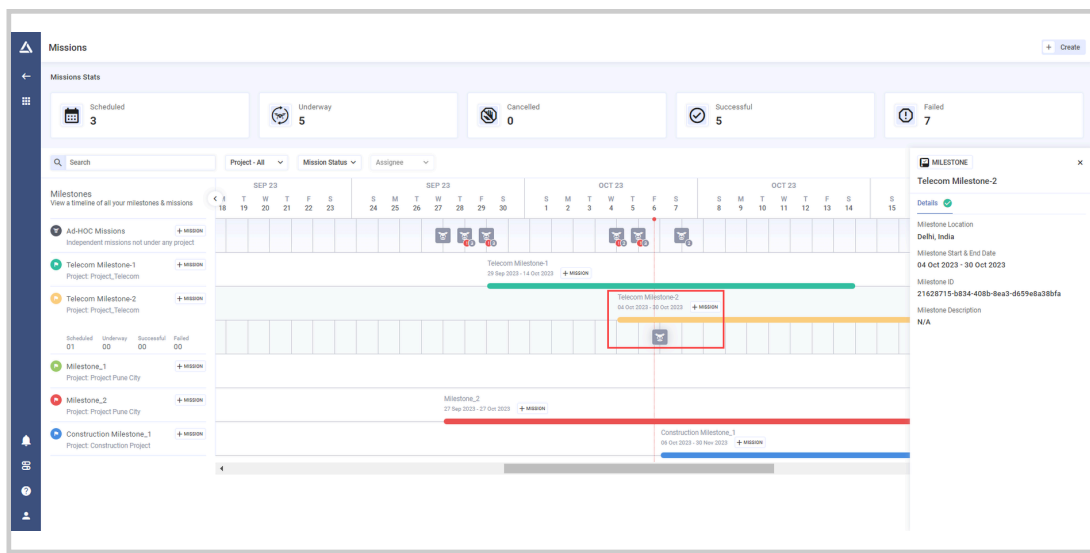 Missions
+ Create
Missions Stats
Scheduled
3
Underway
5
Cancelled
0
Successful
5
Failed
7
Search
Project - All
Mission Status
Assignee
MILESTONE
×
Telecom Milestone-2
Details
Milestone Location
Delhi, India
Milestone Start & End Date
04 Oct 2023 - 30 Oct 2023
Milestone ID
21628715-b834-408b-8ea3-d659e8a38bfa
Milestone Description
N/A
Milestones
View a timeline of all your milestones & missions
SEP 23
SEP 23
OCT 23
OCT 23
T W T F S
S M T W T F S
S M T W T F S
S M T W T F S
S
18 19 20 21 22 23
24 25 26 27 28 29 30
1 2 3 4 5 6 7
8 9 10 11 12 13 14
15
Ad-HOC Missions
+ MISSION
Independent missions not under any project
Telecom Milestone-1
+ MISSION
Project: Project_Telecom
Telecom Milestone-1
29 Sep 2023 - 14 Oct 2023 + MISSION
Telecom Milestone-2
+ MISSION
Project: Project_Telecom
Telecom Milestone-2
04 Oct 2023 - 30 Oct 2023 + MISSION
Scheduled Underway Successful Failed
01 00 00 00
Milestone_1
+ MISSION
Project: Project Pune City
Milestone_2
+ MISSION
Project: Project Pune City
Milestone_2
27 Sep 2023 - 27 Oct 2023 + MISSION
Construction Milestone_1
+ MISSION
Project: Construction Project
Construction Milestone_1
06 Oct 2023 - 30 Nov 2023 + MISSION